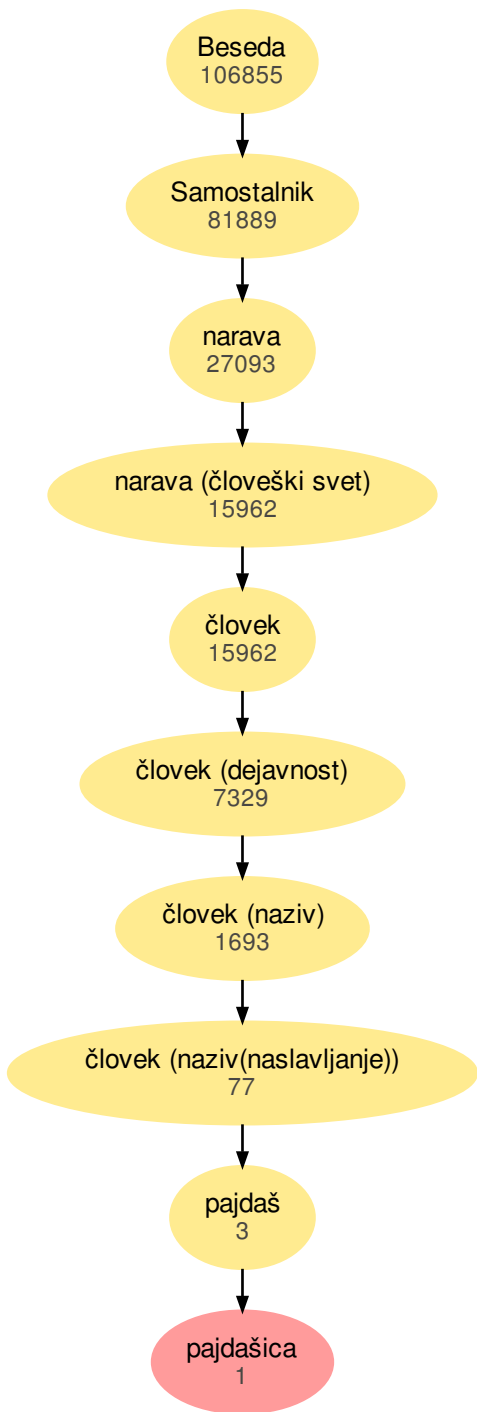 Beseda
106855
Samostalnik
81889
narava
27093
narava (človeški svet)
15962
človek
15962
človek (dejavnost)
7329
človek (naziv)
1693
človek (naziv(naslavljanje))
77
pajdaš
3
pajdašica
1